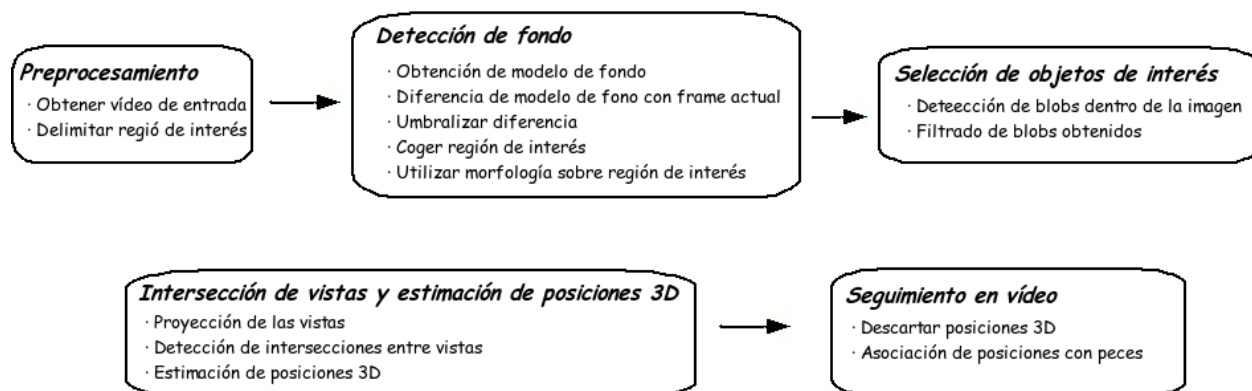 Preprocesamiento
· Obtener vídeo de entrada
· Delimitar regió de interés
Detección de fondo
· Obtención de modelo de fondo
· Diferencia de modelo de fono con frame actual
· Umbralizar diferencia
· Coger región de interés
· Utilizar morfología sobre región de interés
Selección de objetos de interés
· Deteección de blobs dentro de la imagen
· Filtrado de blobs obtenidos
Intersección de vistas y estimación de posiciones 3D
· Proyección de las vistas
· Detección de intersecciones entre vistas
· Estimación de posiciones 3D
Seguimiento en vídeo
· Descartar posiciones 3D
· Asociación de posiciones con peces